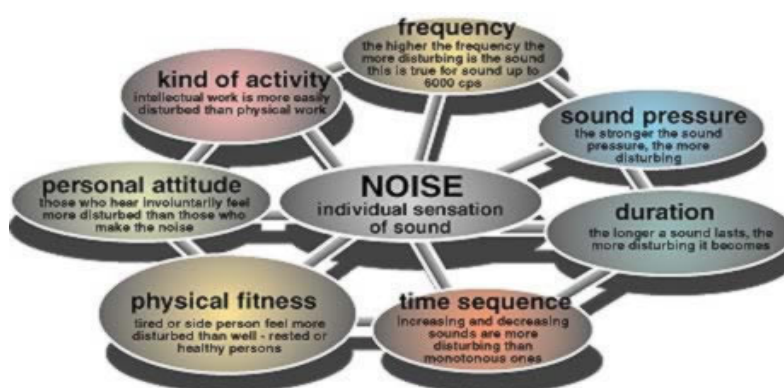 frequency
the higher the frequency the
more disturbing is the sound
this is true for sound up to
6000 cps
kind of activity
intellectual work is more easily
disturbed than physical work
sound pressure
the stronger the sound
pressure, the more
disturbing
personal attitude
those who hear involuntarily feel
more disturbed than those who
make the noise
NOISE
individual sensation
of sound
duration
the longer a sound lasts, the
more disturbing it becomes
physical fitness
tired or side person feel more
disturbed than well - rested or
healthy persons
time sequence
increasing and decreasing
sounds are more
disturbing than
monotonous ones